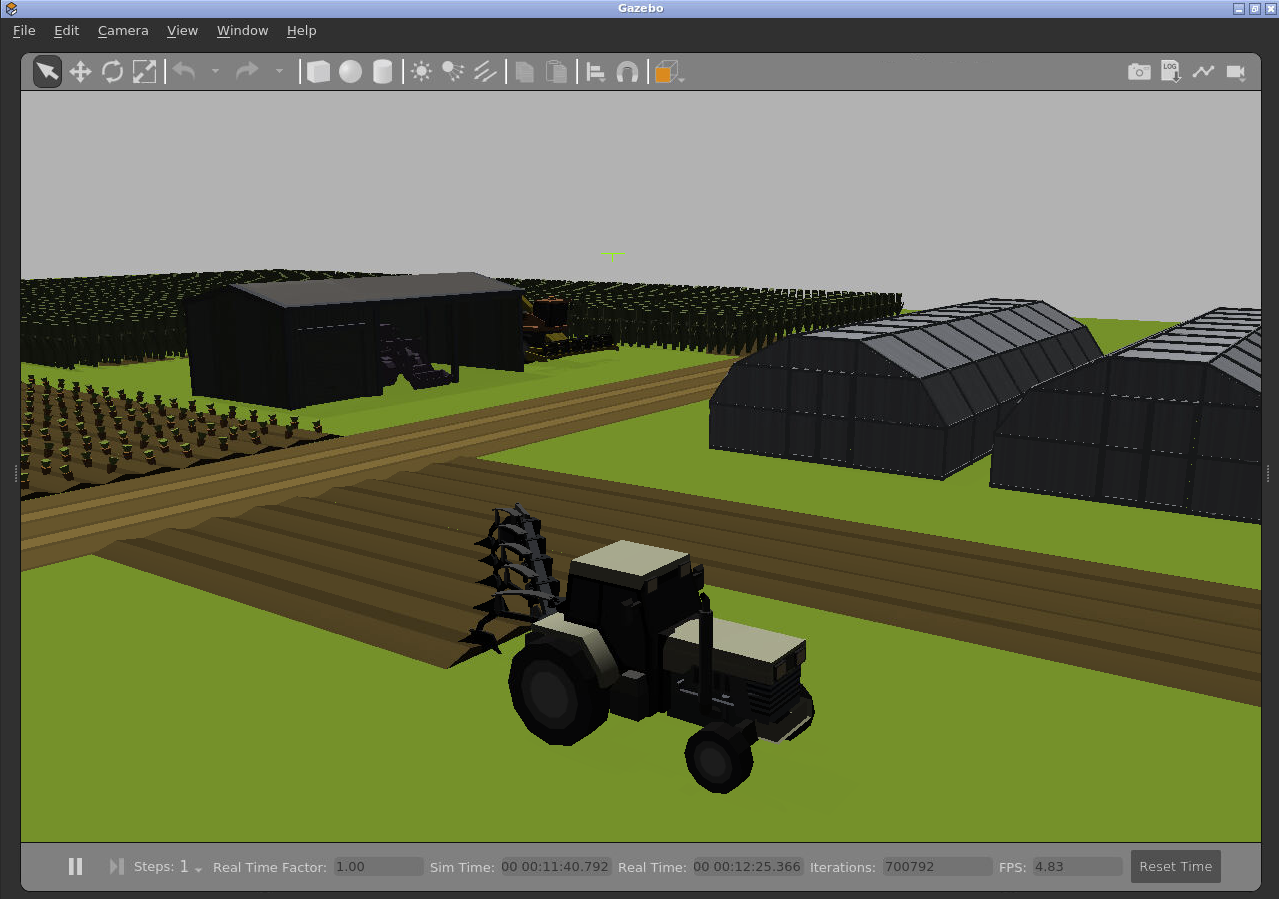 Gazebo
File Edit Camera View Window Help
LOG
Steps: 1 Real Time Factor: 1.00 Sim Time: 00 00:11:40.792 Real Time: 00 00:12:25.366 Iterations: 700792 FPS: 4.83 Reset Time